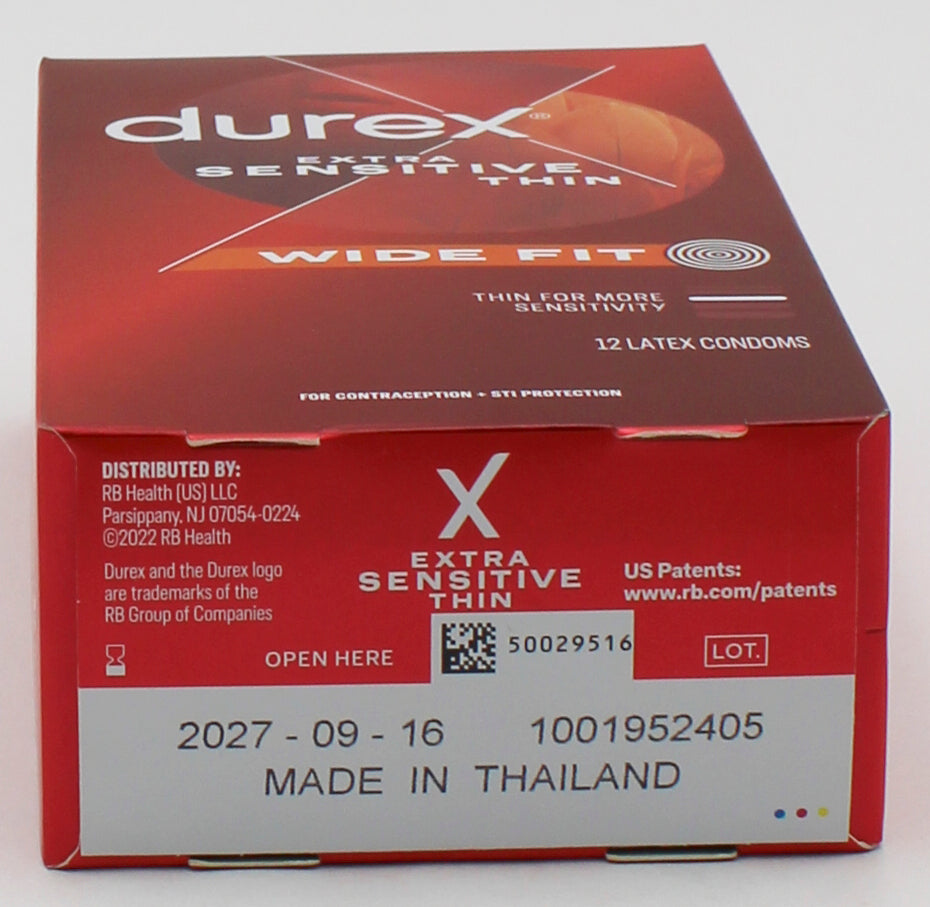 durex®
EXTRA
SENSITIVE
THIN
WIDE FIT
THIN FOR MORE
SENSITIVITY
12 LATEX CONDOMS
FOR CONTRACEPTION + STI PROTECTION
DISTRIBUTED BY:
RB Health (US) LLC
Parsippany, NJ 07054-0224
©2022 RB Health
Durex and the Durex logo
are trademarks of the
RB Group of Companies
X
EXTRA
SENSITIVE
THIN
US Patents:
www.rb.com/patents
OPEN HERE
50029516
LOT.
2027 - 09 - 16 1001952405
MADE IN THAILAND